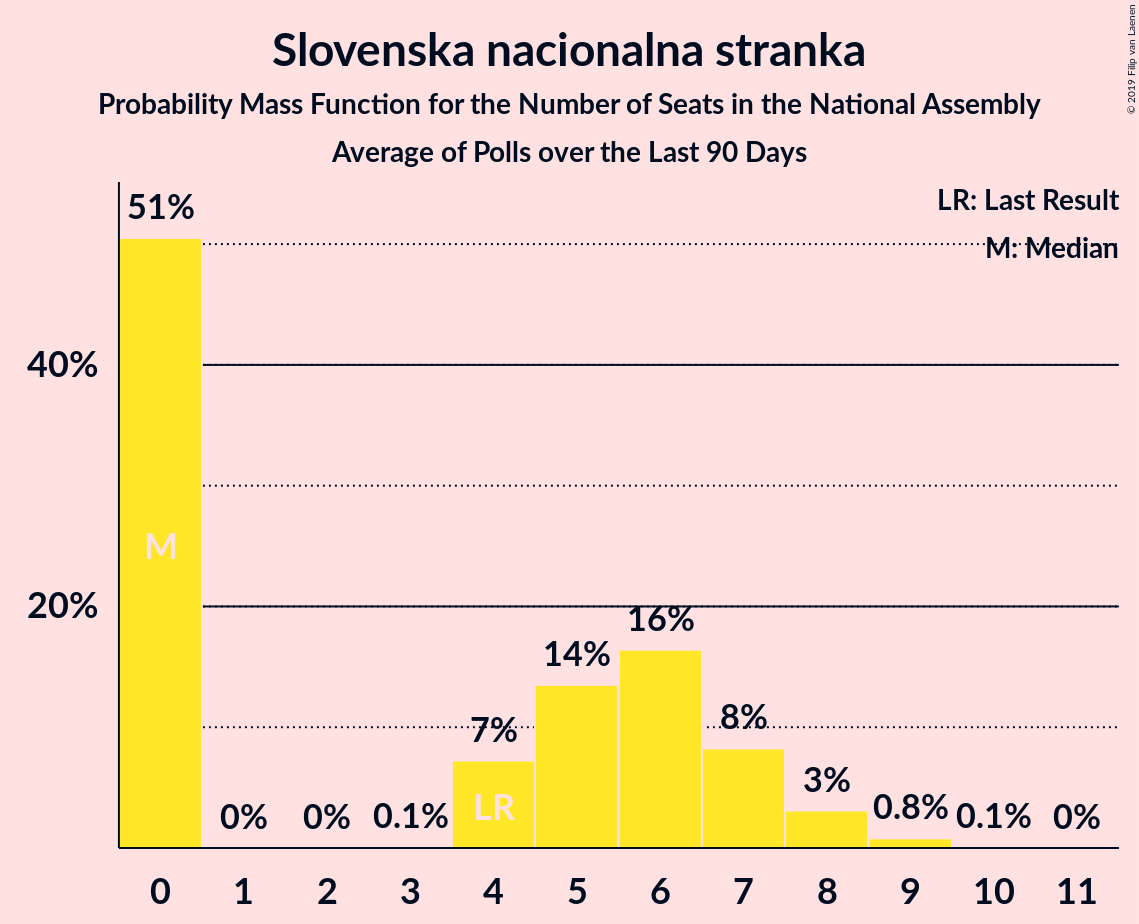 Slovenska nacionalna stranka
Probability Mass Function for the Number of Seats in the National Assembly
Average of Polls over the Last 90 Days
© 2019 Filip van Laenen
LR: Last Result
M: Median
51%
40%
20%
M
0%
0%
0.1%
7%
LR
14%
16%
8%
3%
0.8%
0.1%
0%
0 1 2 3 4 5 6 7 8 9 10 11